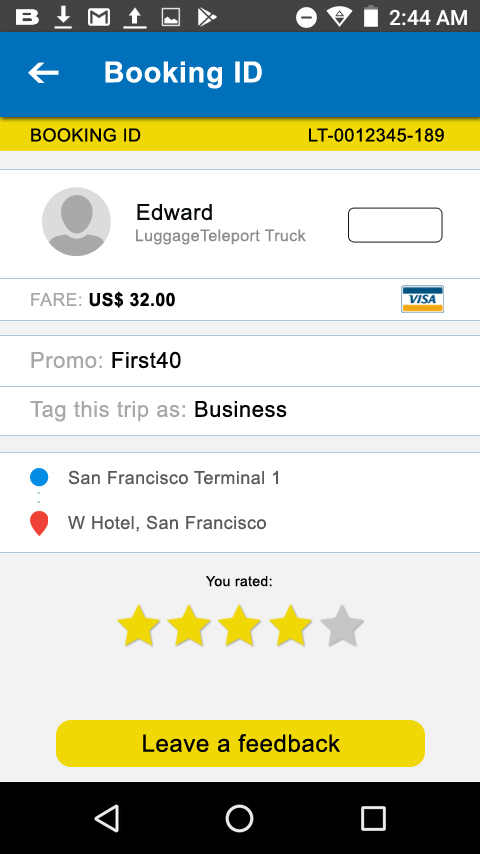 2:44 AM
Booking ID
BOOKING ID LT-0012345-189
Edward
LuggageTeleport Truck
FARE: US$ 32.00 VISA
Promo: First40
Tag this trip as: Business
San Francisco Terminal 1
W Hotel, San Francisco
You rated:
Leave a feedback